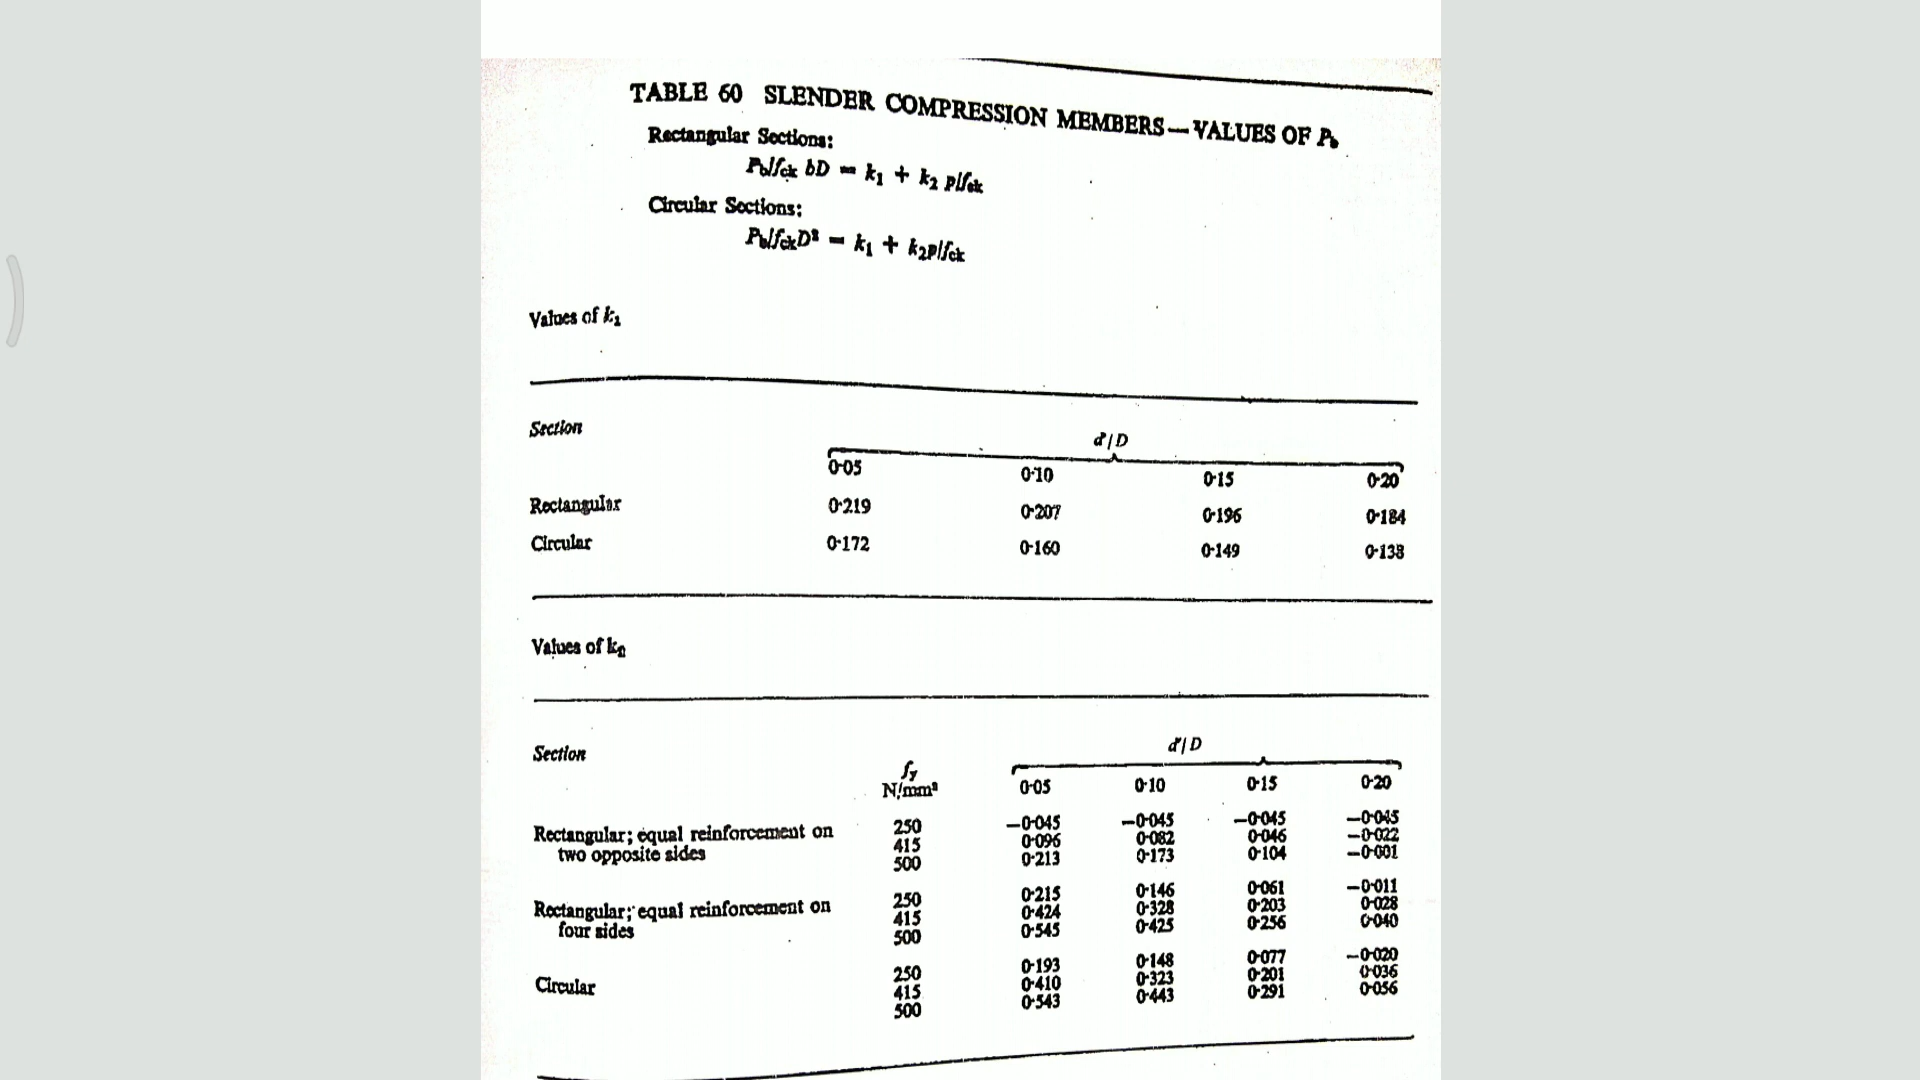 TABLE 60 SLENDER COMPRESSION MEMBERS — VALUES OF Pb
Rectangular Sections:
Pb/fck bD = k1 + k2 p/fck
Circular Sections:
Pb/fckD² = k1 + k2p/fck
Values of k1
Section
d'/D
0·05 0·10 0·15 0·20
Rectangular 0·219 0·207 0·196 0·184
Circular 0·172 0·160 0·149 0·138
Values of k2
Section
d'/D
fy
N/mm² 0·05 0·10 0·15 0·20
Rectangular; equal reinforcement on two opposite sides
250 —0·045 —0·045 —0·045 —0·045
415 0·096 0·082 0·046 —0·022
500 0·213 0·173 0·104 —0·001
Rectangular; equal reinforcement on four sides
250 0·215 0·146 0·061 —0·011
415 0·424 0·328 0·203 0·028
500 0·545 0·425 0·256 0·040
Circular
250 0·193 0·148 0·077 —0·020
415 0·410 0·323 0·201 0·036
500 0·543 0·443 0·291 0·056